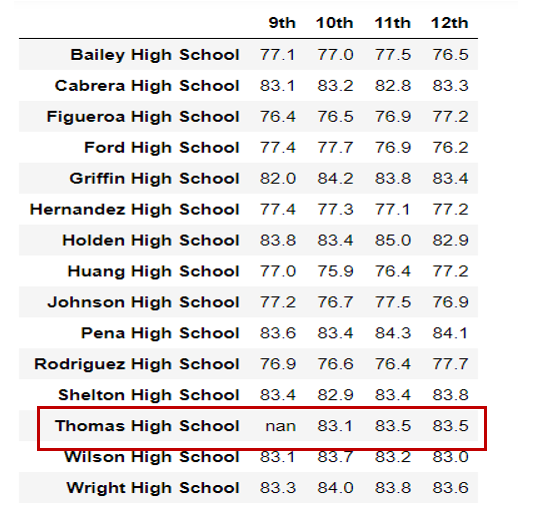 9th 10th 11th 12th
Bailey High School 77.1 77.0 77.5 76.5
Cabrera High School 83.1 83.2 82.8 83.3
Figueroa High School 76.4 76.5 76.9 77.2
Ford High School 77.4 77.7 76.9 76.2
Griffin High School 82.0 84.2 83.8 83.4
Hernandez High School 77.4 77.3 77.1 77.2
Holden High School 83.8 83.4 85.0 82.9
Huang High School 77.0 75.9 76.4 77.2
Johnson High School 77.2 76.7 77.5 76.9
Pena High School 83.6 83.4 84.3 84.1
Rodriguez High School 76.9 76.6 76.4 77.7
Shelton High School 83.4 82.9 83.4 83.8
Thomas High School nan 83.1 83.5 83.5
Wilson High School 83.1 83.7 83.2 83.0
Wright High School 83.3 84.0 83.8 83.6